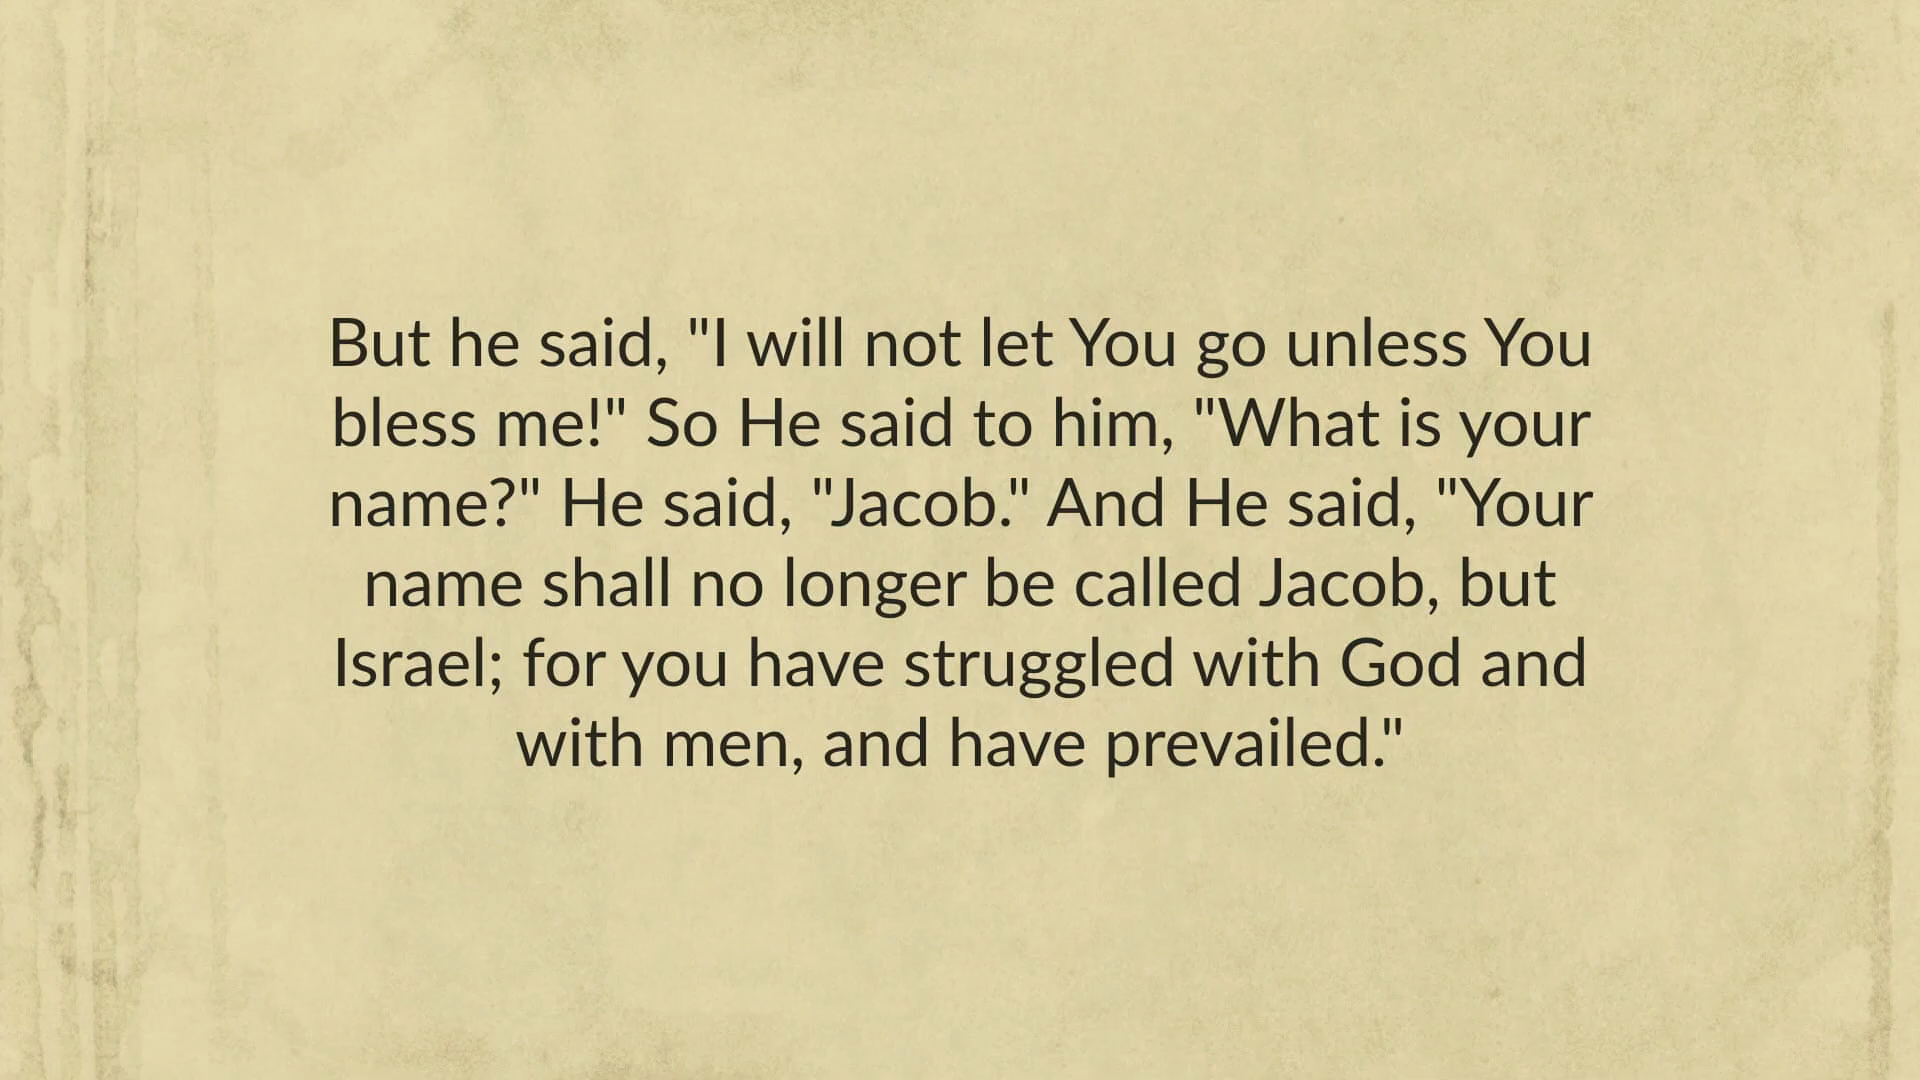 But he said, "I will not let You go unless You
bless me!" So He said to him, "What is your
name?" He said, "Jacob." And He said, "Your
name shall no longer be called Jacob, but
Israel; for you have struggled with God and
with men, and have prevailed."